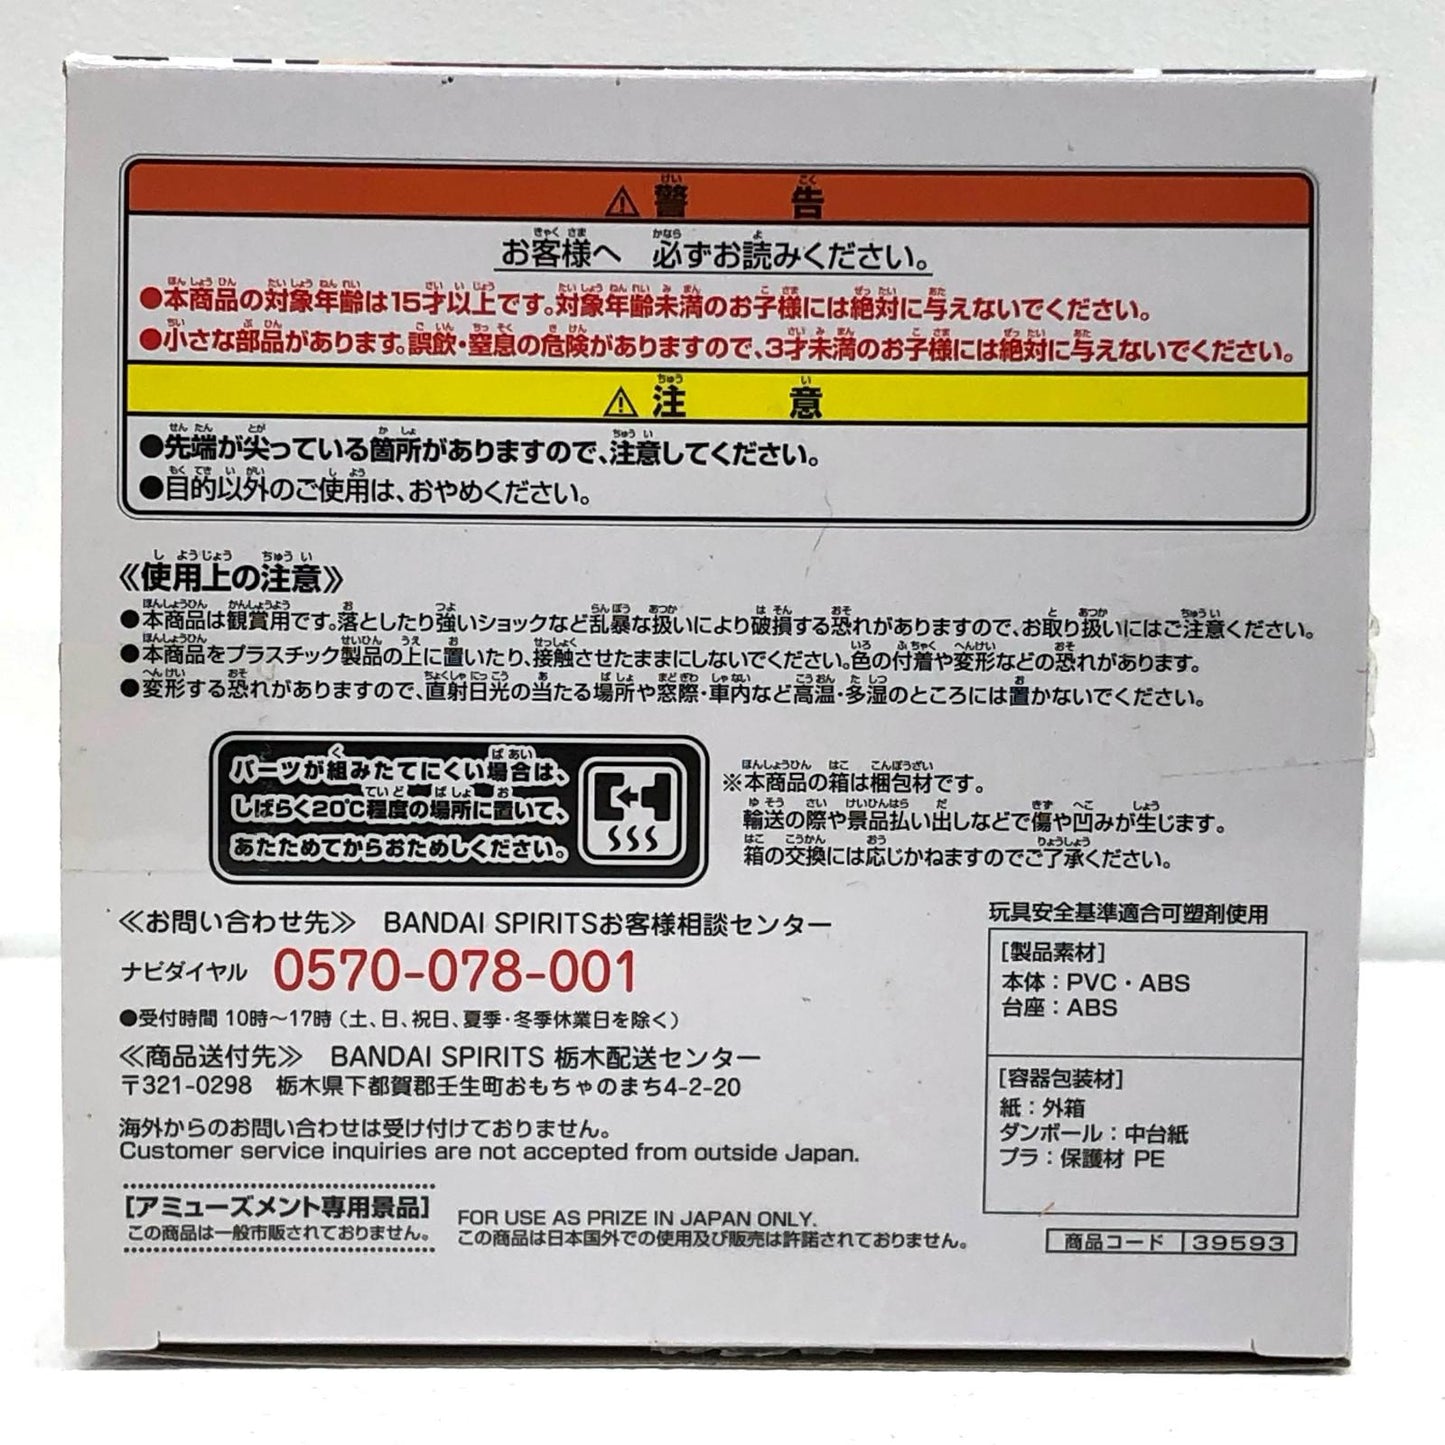 ⚠ 警告
お客様へ 必ずお読みください。
●本商品の対象年齢は15才以上です。対象年齢未満のお子様には絶対に与えないでください。
●小さな部品があります。誤飲・窒息の危険がありますので、3才未満のお子様には絶対に与えないでください。
⚠ 注意
●先端が尖っている箇所がありますので、注意してください。
●目的以外のご使用は、おやめください。
《使用上の注意》
●本商品は観賞用です。落としたり強いショックなど乱暴な扱いにより破損する恐れがありますので、お取り扱いにはご注意ください。
●本商品をプラスチック製品の上に置いたり、接触させたままにしないでください。色の付着や変形などの恐れがあります。
●変形する恐れがありますので、直射日光の当たる場所や窓際・車内など高温・多湿のところには置かないでください。
パーツが組みたてにくい場合は、
しばらく20℃程度の場所に置いて、
あたためてからおためしください。
※本商品の箱は梱包材です。
輸送の際や景品払い出しなどで傷や凹みが生じます。
箱の交換には応じかねますのでご了承ください。
≪お問い合わせ先≫ BANDAI SPIRITSお客様相談センター
ナビダイヤル 0570-078-001
●受付時間 10時〜17時（土、日、祝日、夏季・冬季休業日を除く）
≪商品送付先≫ BANDAI SPIRITS 栃木配送センター
〒321-0298 栃木県下都賀郡壬生町おもちゃのまち4-2-20
海外からのお問い合わせは受け付けておりません。
Customer service inquiries are not accepted from outside Japan.
[アミューズメント専用景品]
この商品は一般市販されておりません。
FOR USE AS PRIZE IN JAPAN ONLY.
この商品は日本国外での使用及び販売は許諾されておりません。
玩具安全基準適合可塑剤使用
[製品素材]
本体：PVC・ABS
台座：ABS
[容器包装材]
紙：外箱
ダンボール：中台紙
プラ：保護材 PE
商品コード 39593